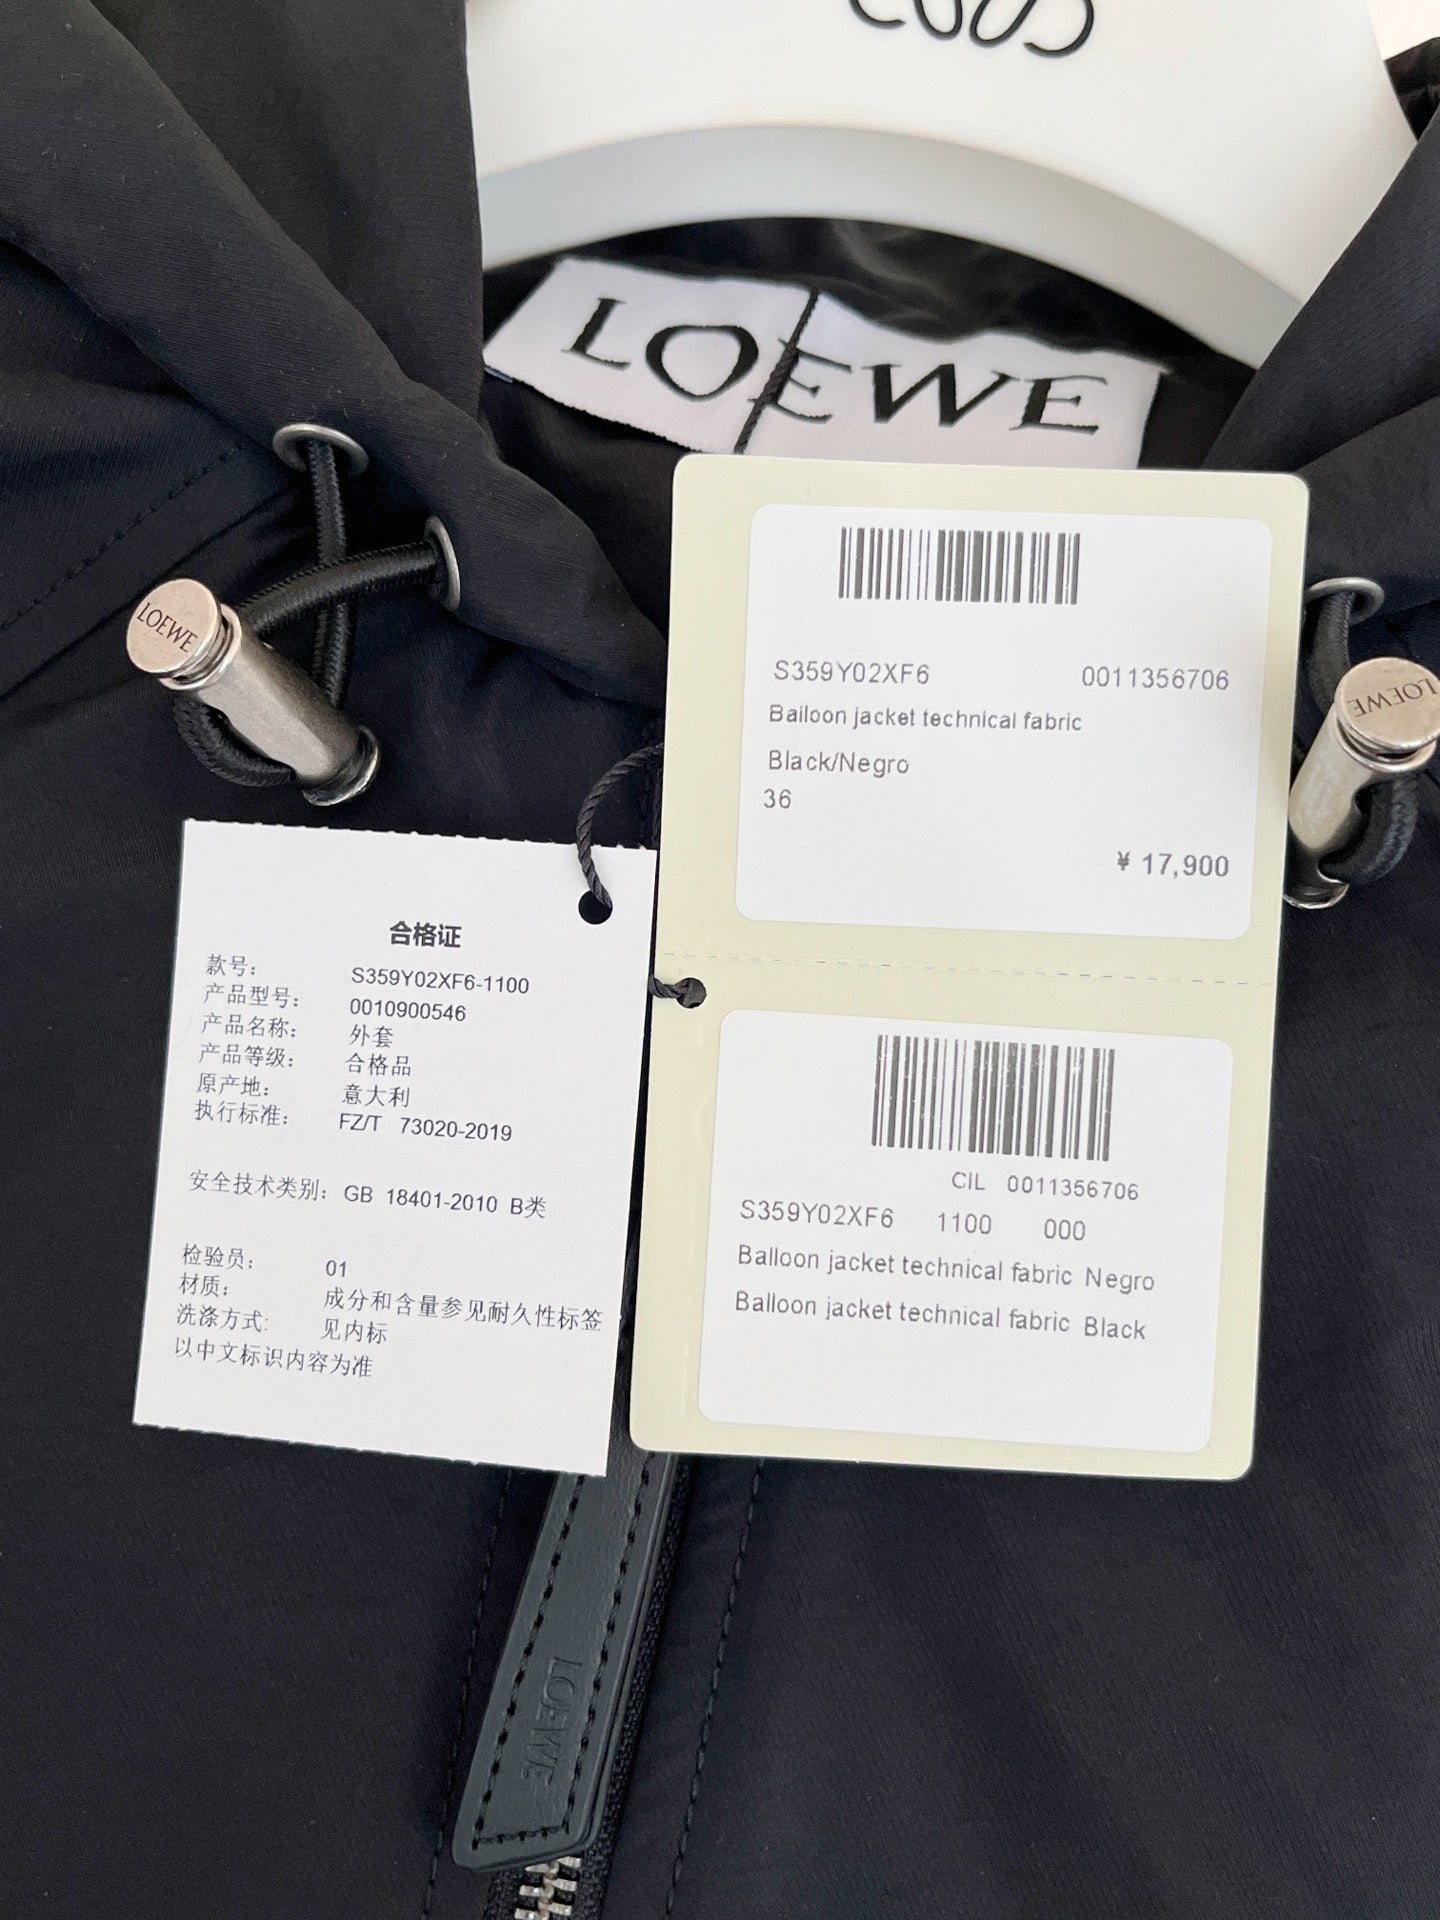 LOEWE
LOEWE
LOEWE
S359Y02XF6 0011356706
Bailoon jacket technical fabric
Black/Negro
36
¥ 17,900
合格证
款号: S359Y02XF6-1100
产品型号: 0010900546
产品名称: 外套
产品等级: 合格品
原产地: 意大利
执行标准: FZ/T 73020-2019
安全技术类别: GB 18401-2010 B类
检验员: 01
材质: 成分和含量参见耐久性标签
洗涤方式: 见内标
以中文标识内容为准
CIL 0011356706
S359Y02XF6 1100 000
Balloon jacket technical fabric Negro
Balloon jacket technical fabric Black
LOEWE